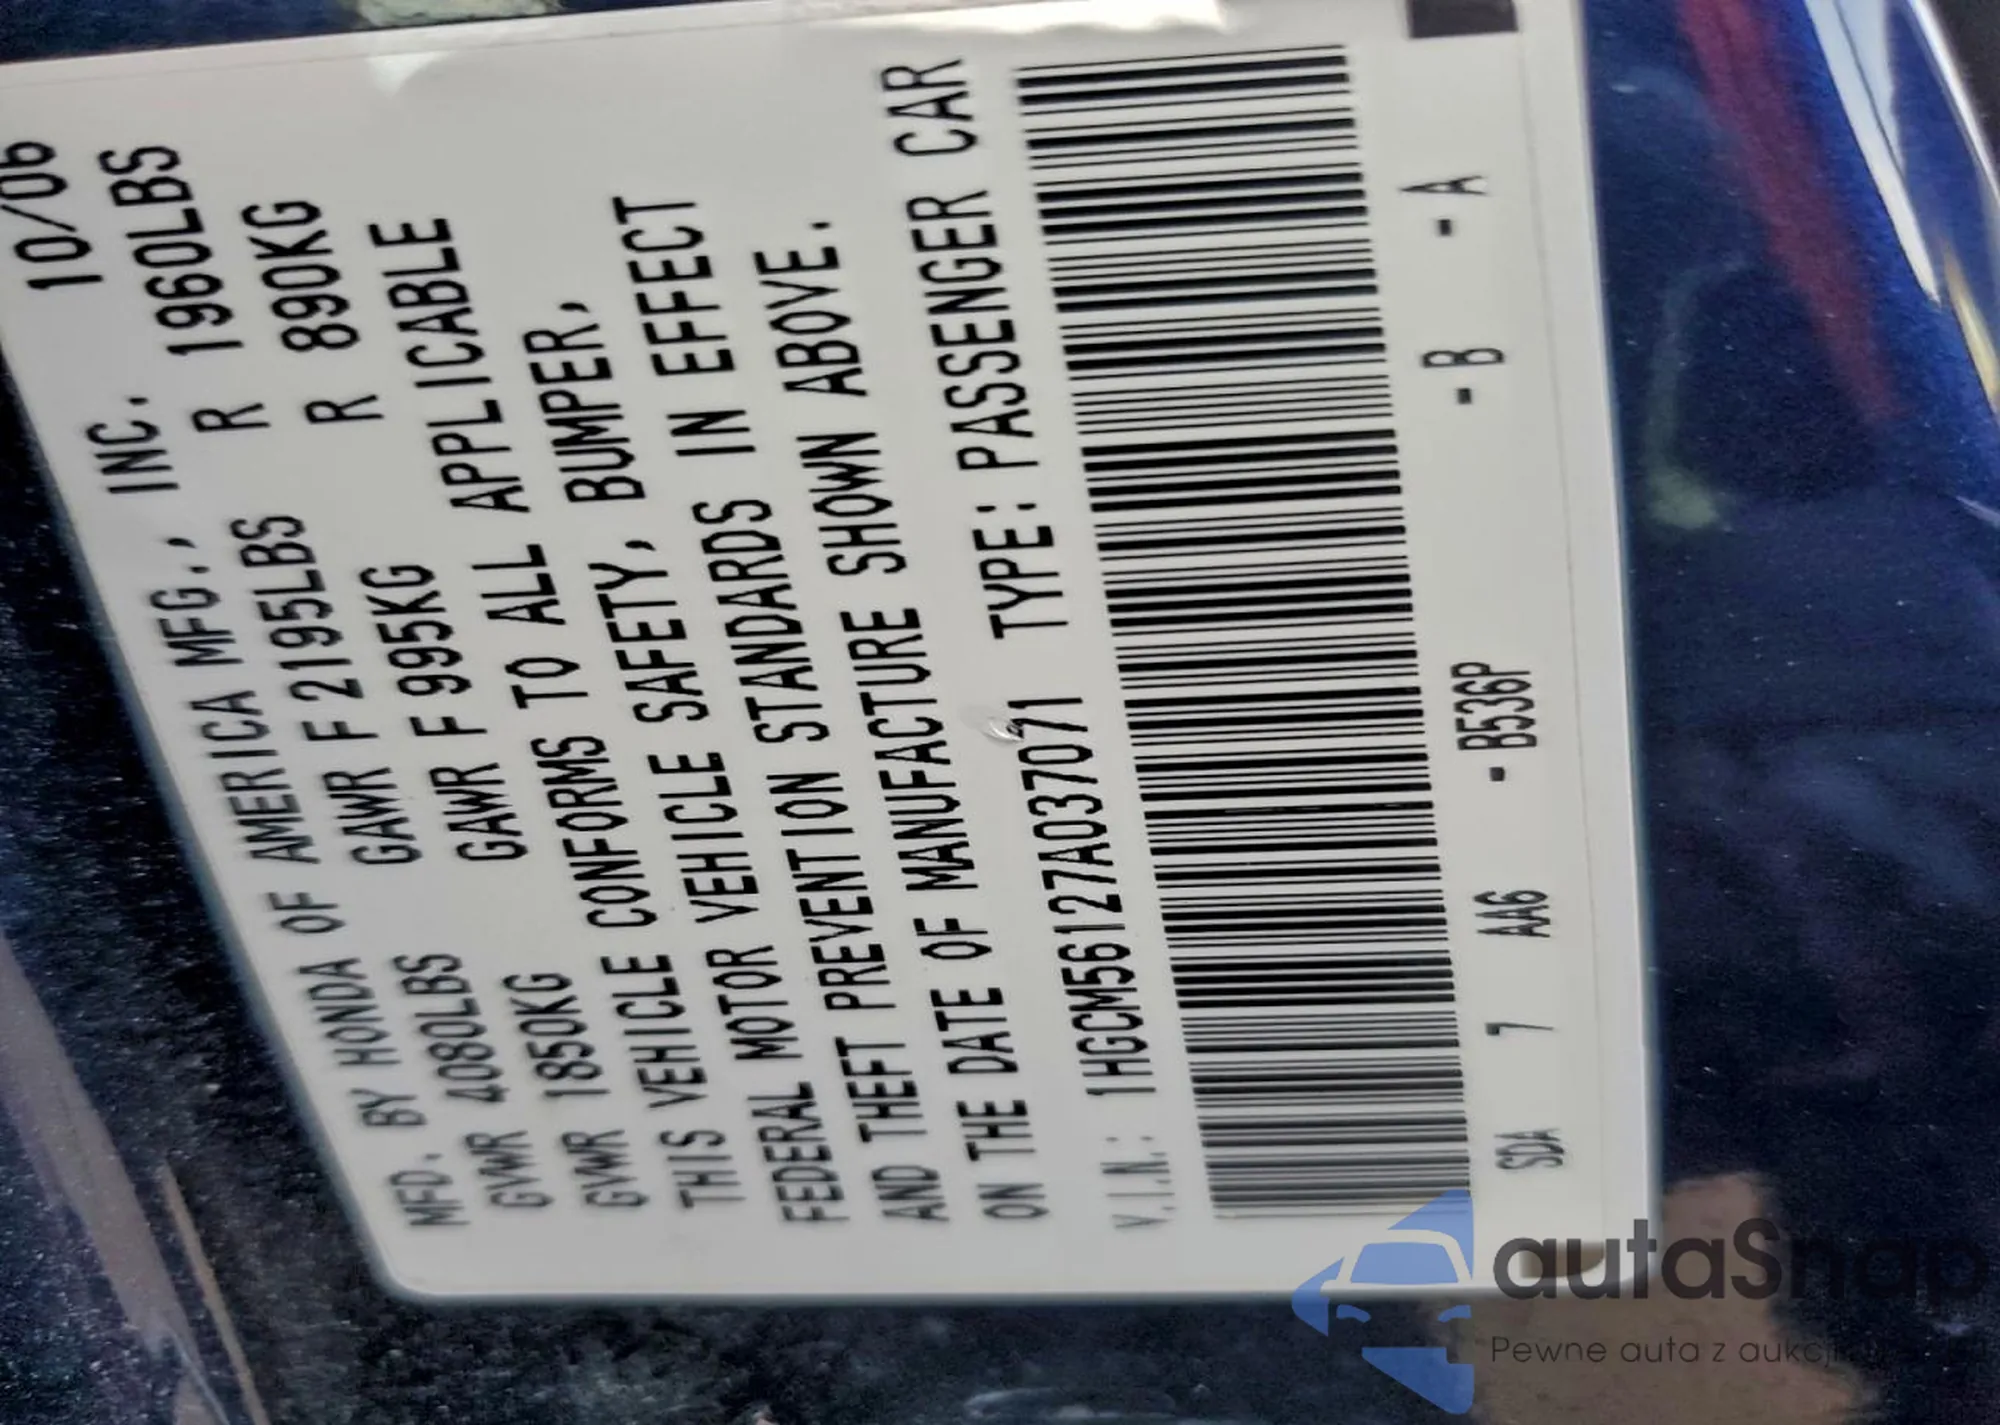 MFD. BY HONDA OF AMERICA MFG., INC. 10/06
GVWR 4080LBS GAWR F 2195LBS R 1960LBS
GVWR 1850KG GAWR F 995KG R 890KG
THIS VEHICLE CONFORMS TO ALL APPLICABLE
FEDERAL MOTOR VEHICLE SAFETY, BUMPER,
AND THEFT PREVENTION STANDARDS IN EFFECT
ON THE DATE OF MANUFACTURE SHOWN ABOVE.
V.I.N.: 1HGCM56127A037071 TYPE: PASSENGER CAR
SDA 7 AA6 - B536P - B - A
autaSnap
Pewne auta z